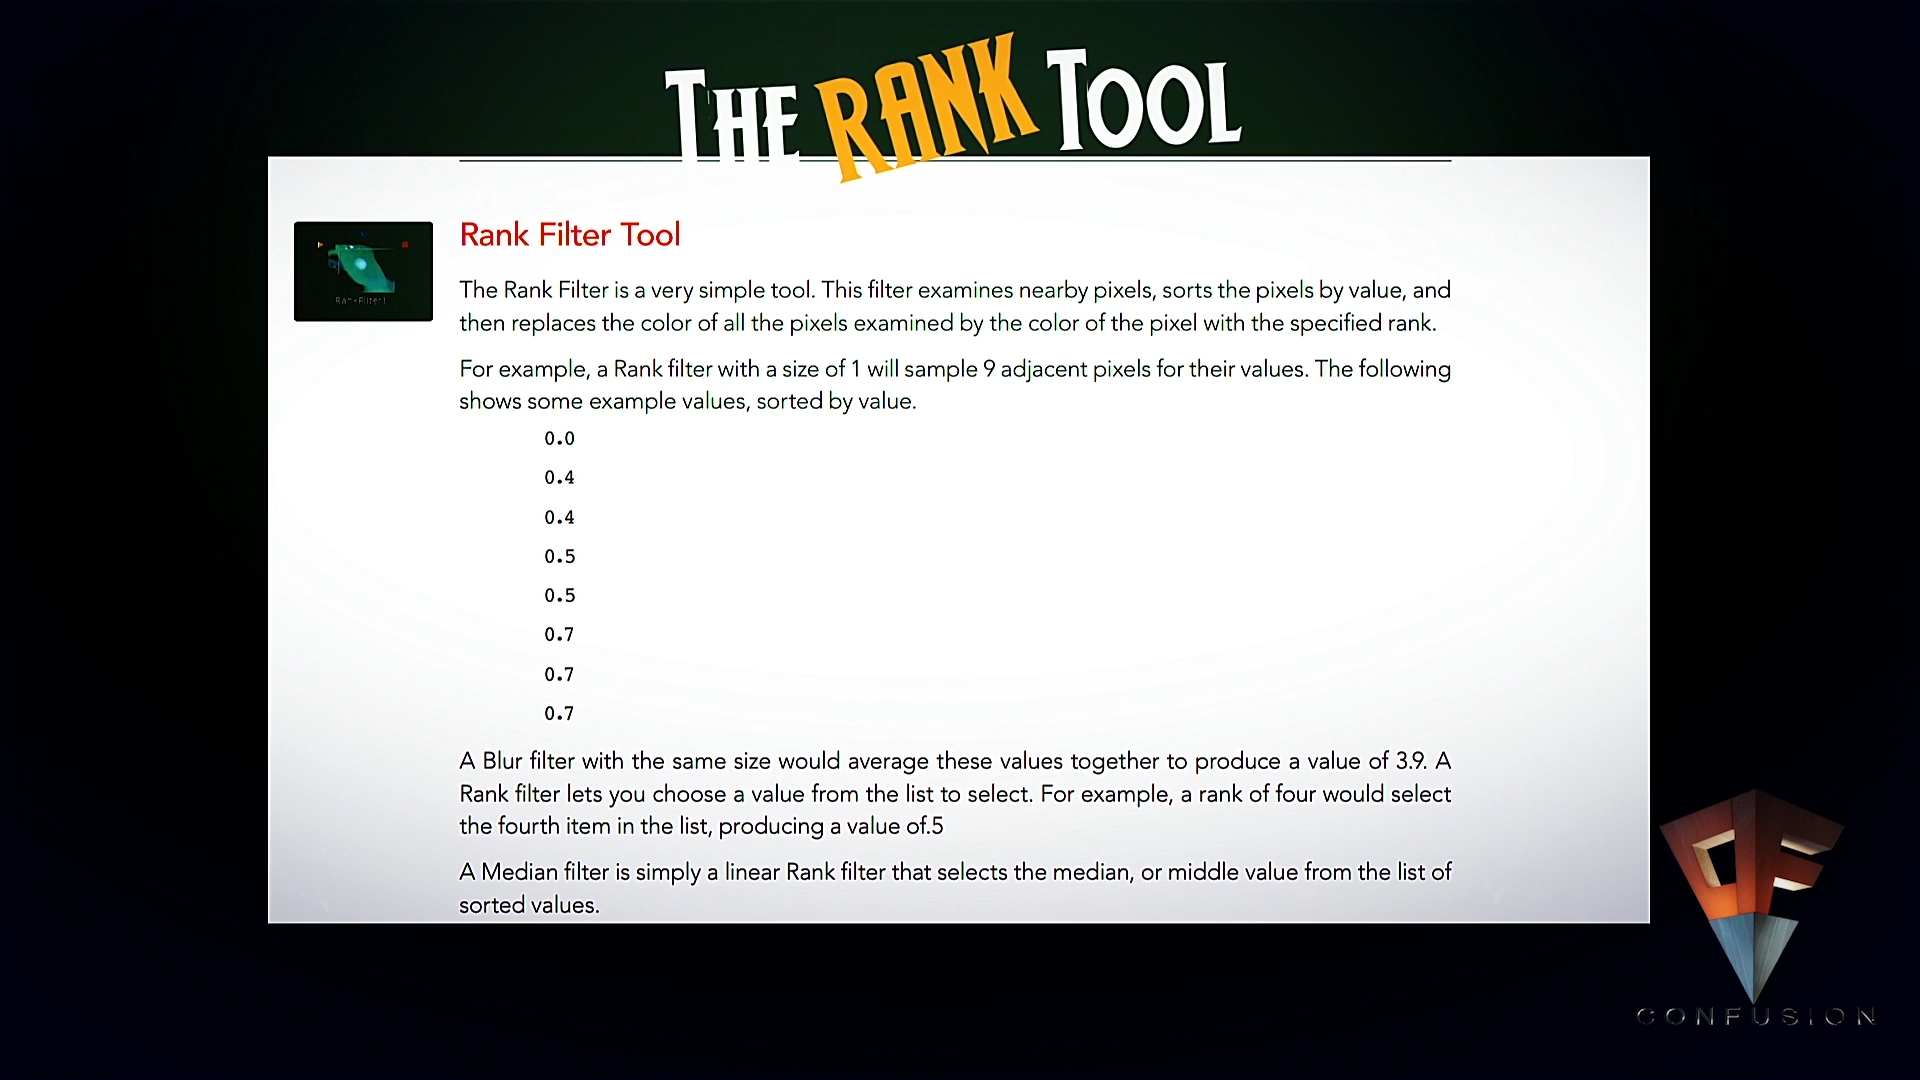 THE RANK TOOL
Rank Filter Tool
RankFilter1
The Rank Filter is a very simple tool. This filter examines nearby pixels, sorts the pixels by value, and
then replaces the color of all the pixels examined by the color of the pixel with the specified rank.
For example, a Rank filter with a size of 1 will sample 9 adjacent pixels for their values. The following
shows some example values, sorted by value.
0.0
0.4
0.4
0.5
0.5
0.7
0.7
0.7
A Blur filter with the same size would average these values together to produce a value of 3.9. A
Rank filter lets you choose a value from the list to select. For example, a rank of four would select
the fourth item in the list, producing a value of.5
A Median filter is simply a linear Rank filter that selects the median, or middle value from the list of
sorted values.
CF
CONFUSION